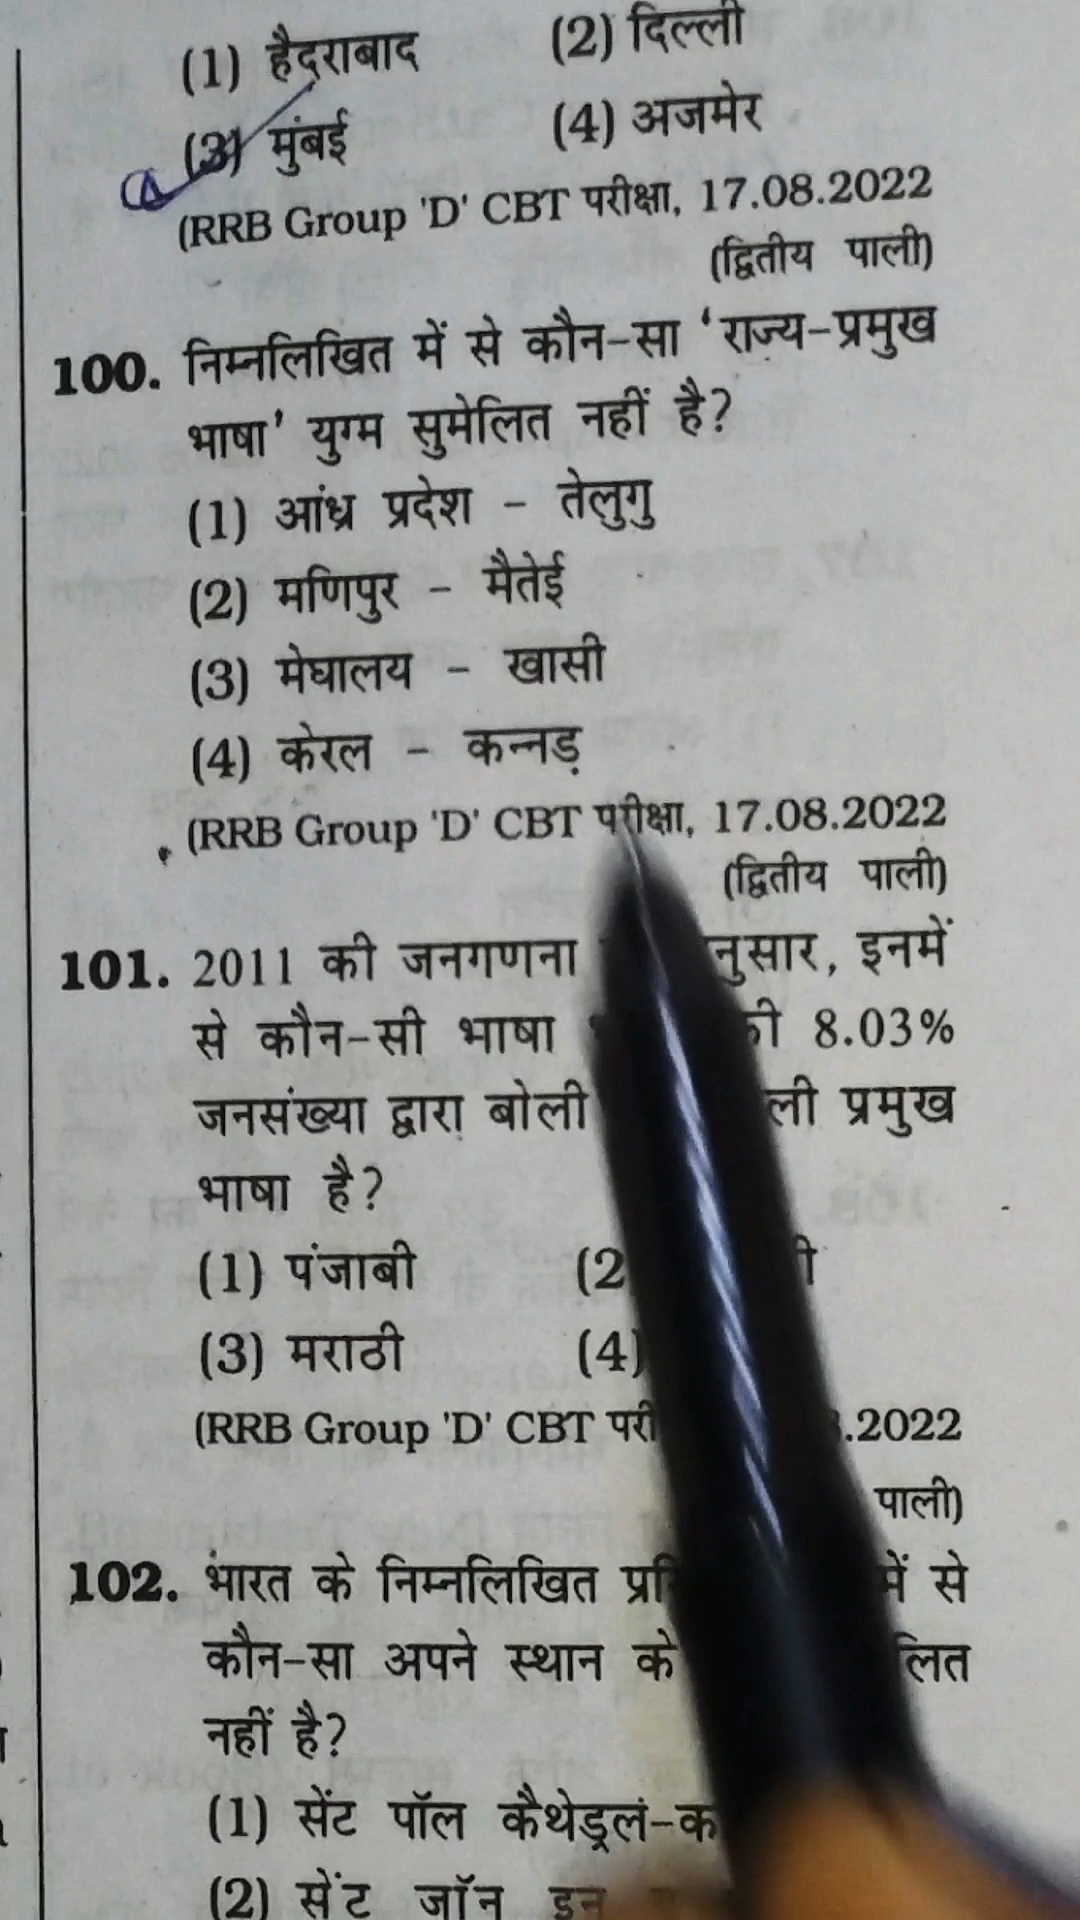 (1) हैदराबाद (2) दिल्ली
(3) मुंबई (4) अजमेर
(RRB Group 'D' CBT परीक्षा, 17.08.2022
(द्वितीय पाली)
100. निम्नलिखित में से कौन-सा 'राज्य-प्रमुख
भाषा' युग्म सुमेलित नहीं है?
(1) आंध्र प्रदेश - तेलुगु
(2) मणिपुर - मैतेई
(3) मेघालय - खासी
(4) केरल - कन्नड़
(RRB Group 'D' CBT परीक्षा, 17.08.2022
(द्वितीय पाली)
101. 2011 की जनगणना नुसार, इनमें
से कौन-सी भाषा की 8.03%
जनसंख्या द्वारा बोली ली प्रमुख
भाषा है?
(1) पंजाबी (2
(3) मराठी (4)
(RRB Group 'D' CBT परी .2022
पाली)
102. भारत के निम्नलिखित में से
कौन-सा अपने स्थान के लित
नहीं है?
(1) सेंट पॉल कैथेड्रल-क
(2) सेंट जॉन इन